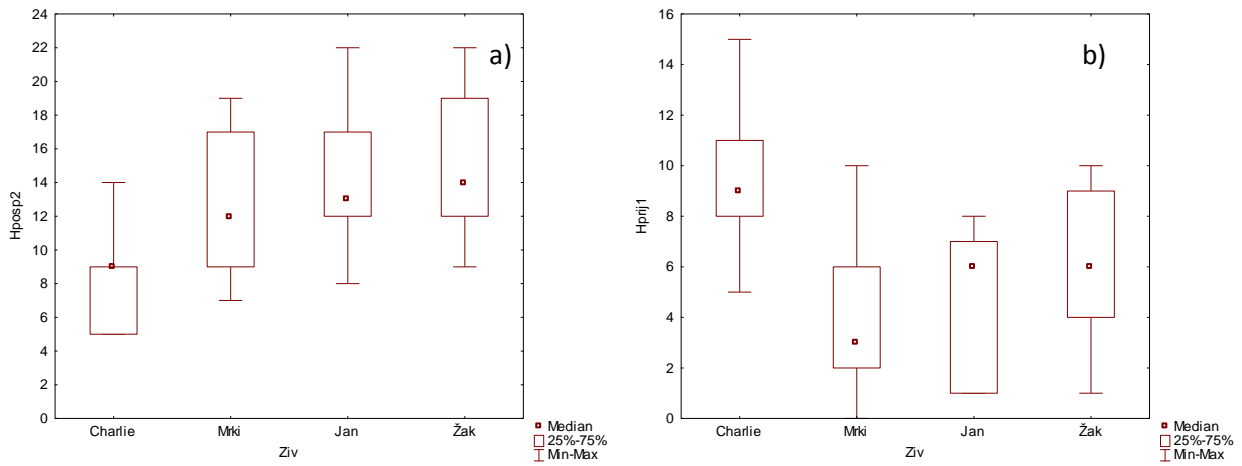 a)
24
22
20
18
16
14
12
10
8
6
4
2
0
Hposp2
Charlie Mrki Jan Žak
Ziv
Median
25%-75%
Min-Max
b)
16
14
12
10
8
6
4
2
0
Hprij1
Charlie Mrki Jan Žak
Ziv
Median
25%-75%
Min-Max